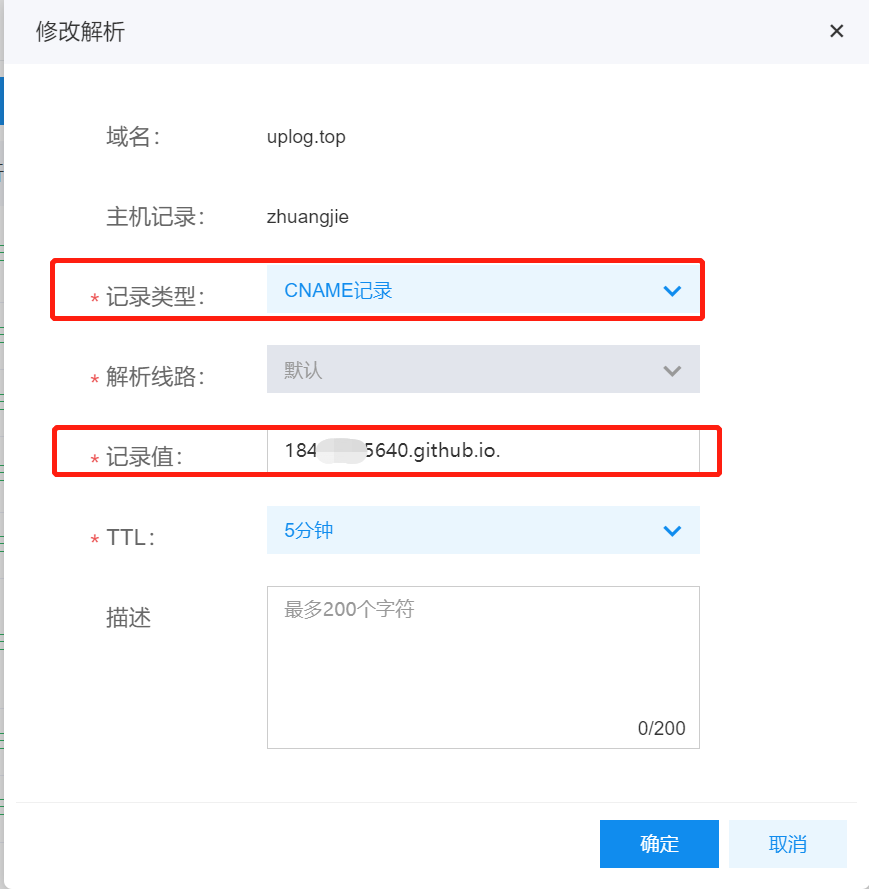 修改解析
域名：
uplog.top
主机记录：
zhuangjie
* 记录类型：
CNAME记录
* 解析线路：
默认
* 记录值：
184 5640.github.io.
* TTL：
5分钟
描述
最多200个字符
0/200
确定
取消